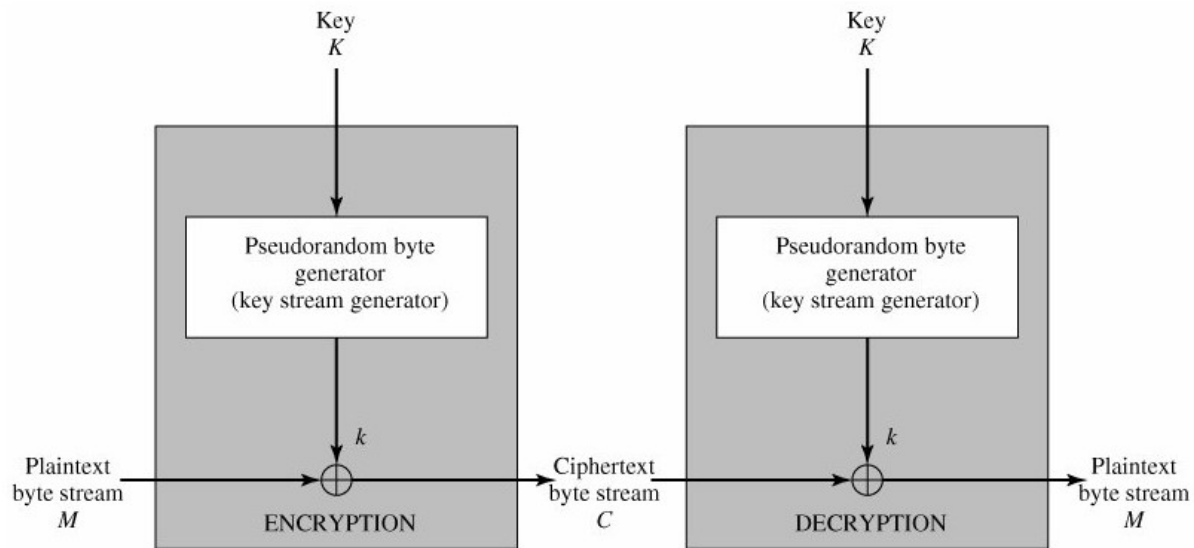 Key
K
Key
K
Pseudorandom byte
generator
(key stream generator)
Pseudorandom byte
generator
(key stream generator)
k
k
Plaintext
byte stream
M
ENCRYPTION
Ciphertext
byte stream
C
DECRYPTION
Plaintext
byte stream
M